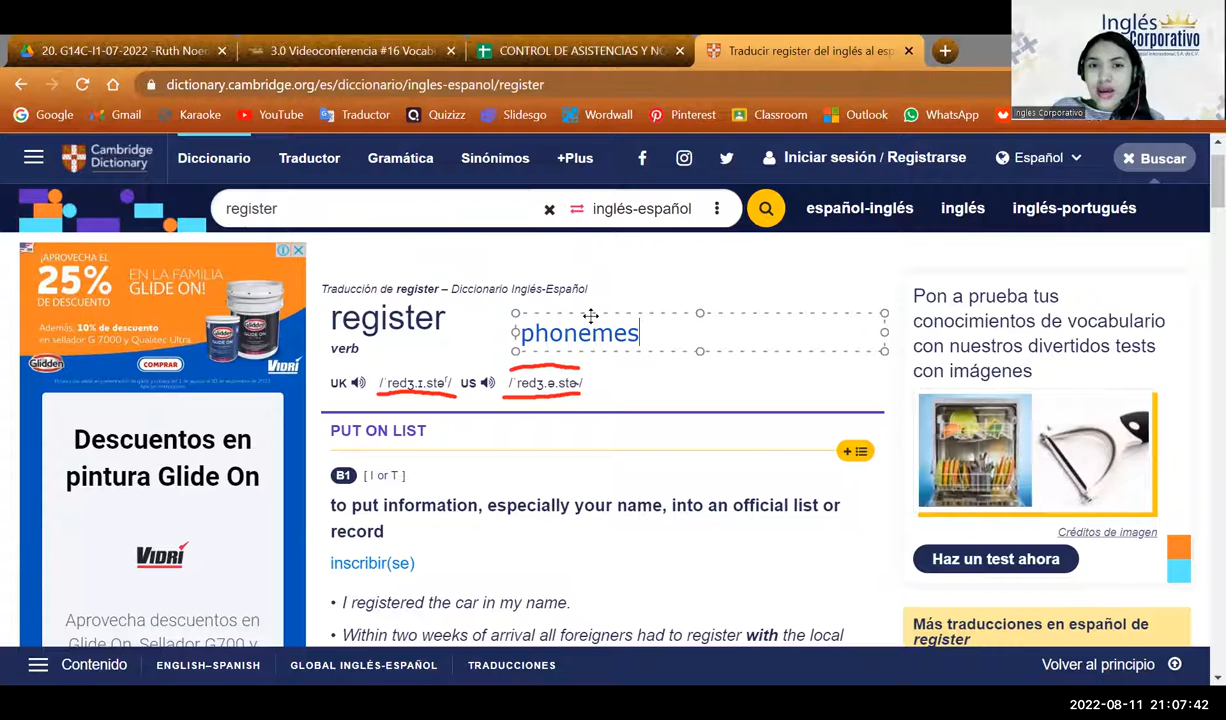 20. G14C-I1-07-2022 -Ruth Noe
3.0 Videoconferencia #16 Vocab
CONTROL DE ASISTENCIAS Y NO
Traducir register del inglés al esp
Inglés
Corporativo
Ingles Corporativo
dictionary.cambridge.org/es/diccionario/ingles-espanol/register
Google
Gmail
Karaoke
YouTube
Traductor
Quizizz
Slidesgo
Wordwall
Pinterest
Classroom
Outlook
WhatsApp
Cambridge
Dictionary
Diccionario
Traductor
Gramática
Sinónimos
+Plus
Iniciar sesión / Registrarse
Español
Buscar
register
inglés-español
español-inglés
inglés
inglés-portugués
¡APROVECHA EL
25%
DE DESCUENTO
EN LA FAMILIA
GLIDE ON!
Además, 10% de descuento
en sellador G 7000 y Qualitec Ultra.
COMPRAR
VIDRÍ
Descuentos en
pintura Glide On
VIDRÍ
Aprovecha descuentos en
Glide On, Sellador G700 y
Traducción de register – Diccionario Inglés-Español
register
verb
phonemes
UK /ˈredʒ.ɪ.stəʳ/ US /ˈredʒ.ə.stɚ/
PUT ON LIST
B1 [ I or T ]
to put information, especially your name, into an official list or
record
inscribir(se)
• I registered the car in my name.
• Within two weeks of arrival all foreigners had to register with the local
Pon a prueba tus
conocimientos de vocabulario
con nuestros divertidos tests
con imágenes
Créditos de imagen
Haz un test ahora
Más traducciones en español de
register
Contenido
ENGLISH–SPANISH
GLOBAL INGLÉS-ESPAÑOL
TRADUCCIONES
Volver al principio
2022-08-11 21:07:42